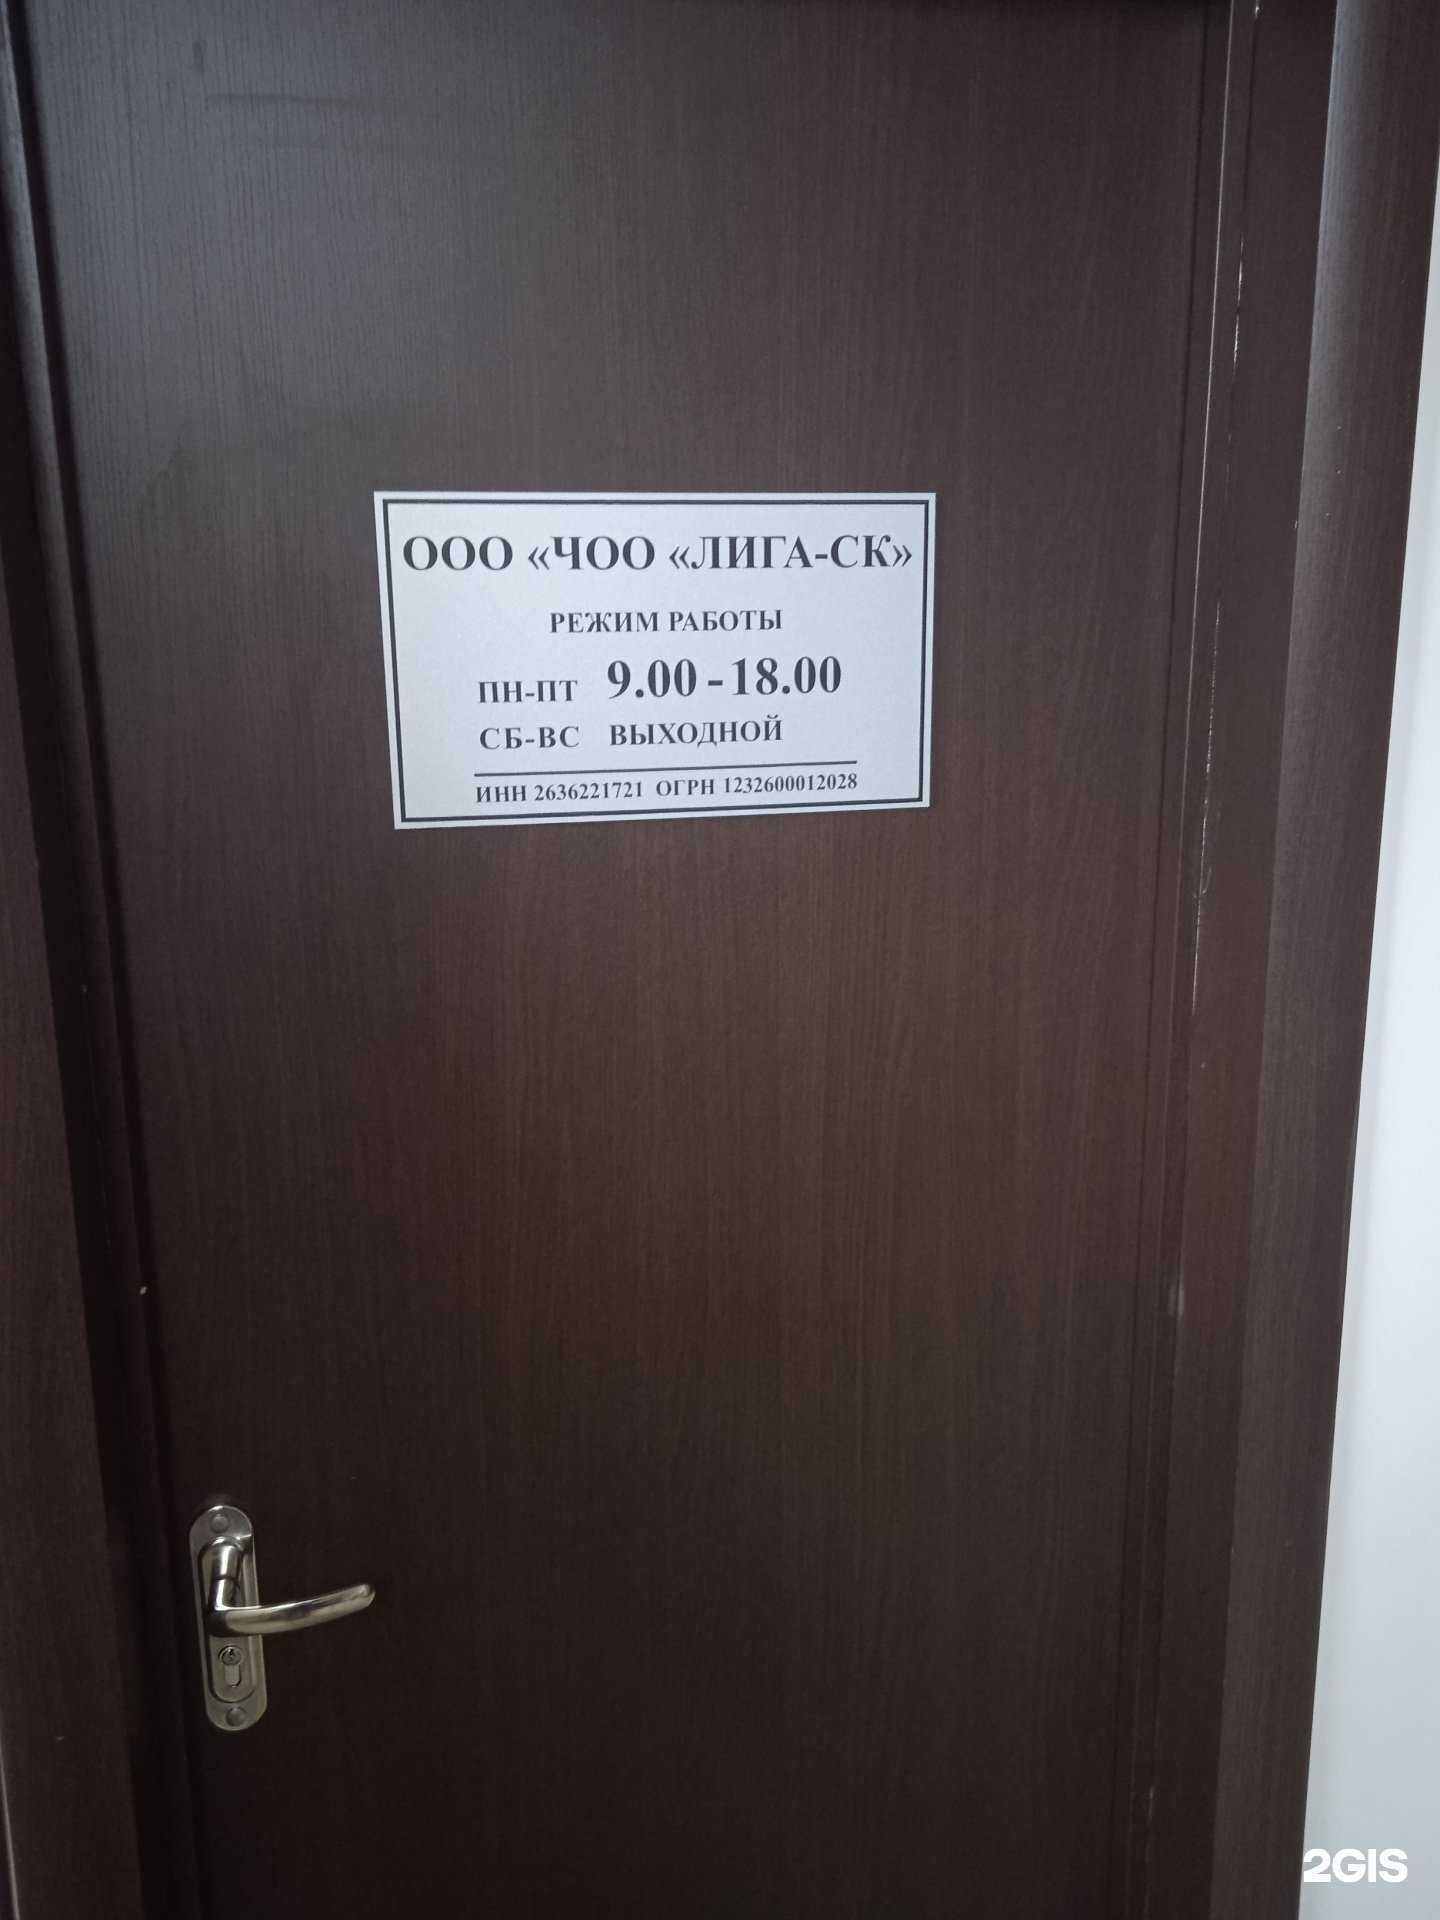 ООО «ЧОО «ЛИГА-СК»
РЕЖИМ РАБОТЫ
ПН-ПТ 9.00-18.00
СБ-ВС ВЫХОДНОЙ
ИНН 2636221721 ОГРН 1232600012028
2GIS